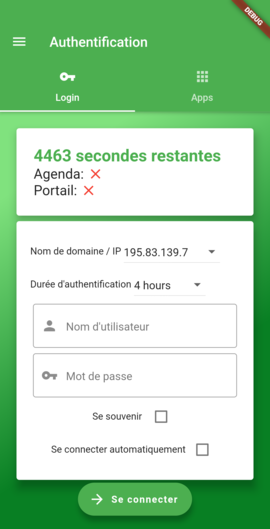 DEBUG
Authentification
Login
Apps
4463 secondes restantes
Agenda:
Portail:
Nom de domaine / IP 195.83.139.7
Durée d'authentification 4 hours
Nom d'utilisateur
Mot de passe
Se souvenir
Se connecter automatiquement
Se connecter